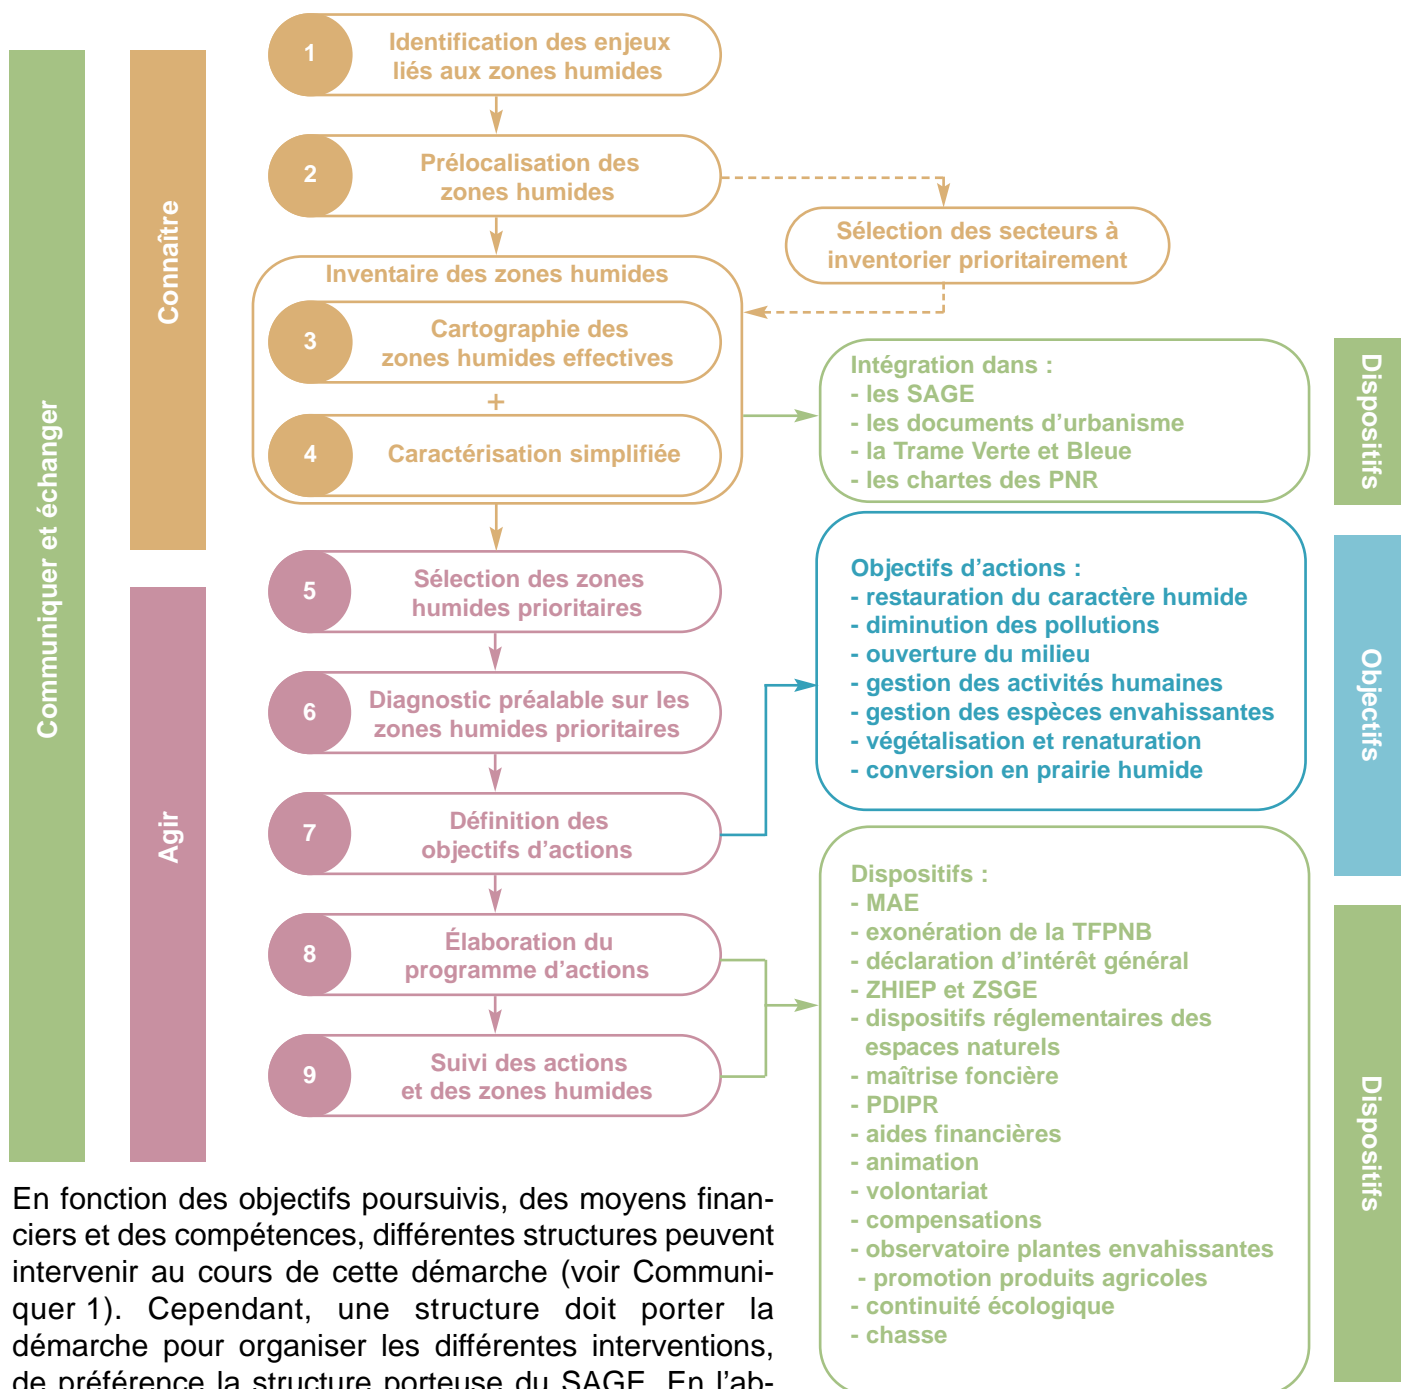 Communiquer et échanger
Connaître
Agir
1
Identification des enjeux
liés aux zones humides
2
Prélocalisation des
zones humides
Sélection des secteurs à
inventorier prioritairement
Inventaire des zones humides
3
Cartographie des
zones humides effectives
+
4
Caractérisation simplifiée
Intégration dans :
- les SAGE
- les documents d’urbanisme
- la Trame Verte et Bleue
- les chartes des PNR
Dispositifs
5
Sélection des zones
humides prioritaires
6
Diagnostic préalable sur les
zones humides prioritaires
7
Définition des
objectifs d’actions
Objectifs d’actions :
- restauration du caractère humide
- diminution des pollutions
- ouverture du milieu
- gestion des activités humaines
- gestion des espèces envahissantes
- végétalisation et renaturation
- conversion en prairie humide
Objectifs
8
Élaboration du
programme d’actions
9
Suivi des actions
et des zones humides
Dispositifs :
- MAE
- exonération de la TFPNB
- déclaration d’intérêt général
- ZHIEP et ZSGE
- dispositifs réglementaires des
espaces naturels
- maîtrise foncière
- PDIPR
- aides financières
- animation
- volontariat
- compensations
- observatoire plantes envahissantes
- promotion produits agricoles
- continuité écologique
- chasse
Dispositifs
En fonction des objectifs poursuivis, des moyens finan-
ciers et des compétences, différentes structures peuvent
intervenir au cours de cette démarche (voir Communi-
quer 1). Cependant, une structure doit porter la
démarche pour organiser les différentes interventions,
de préférence la structure porteuse du SAGE. En l’ab-